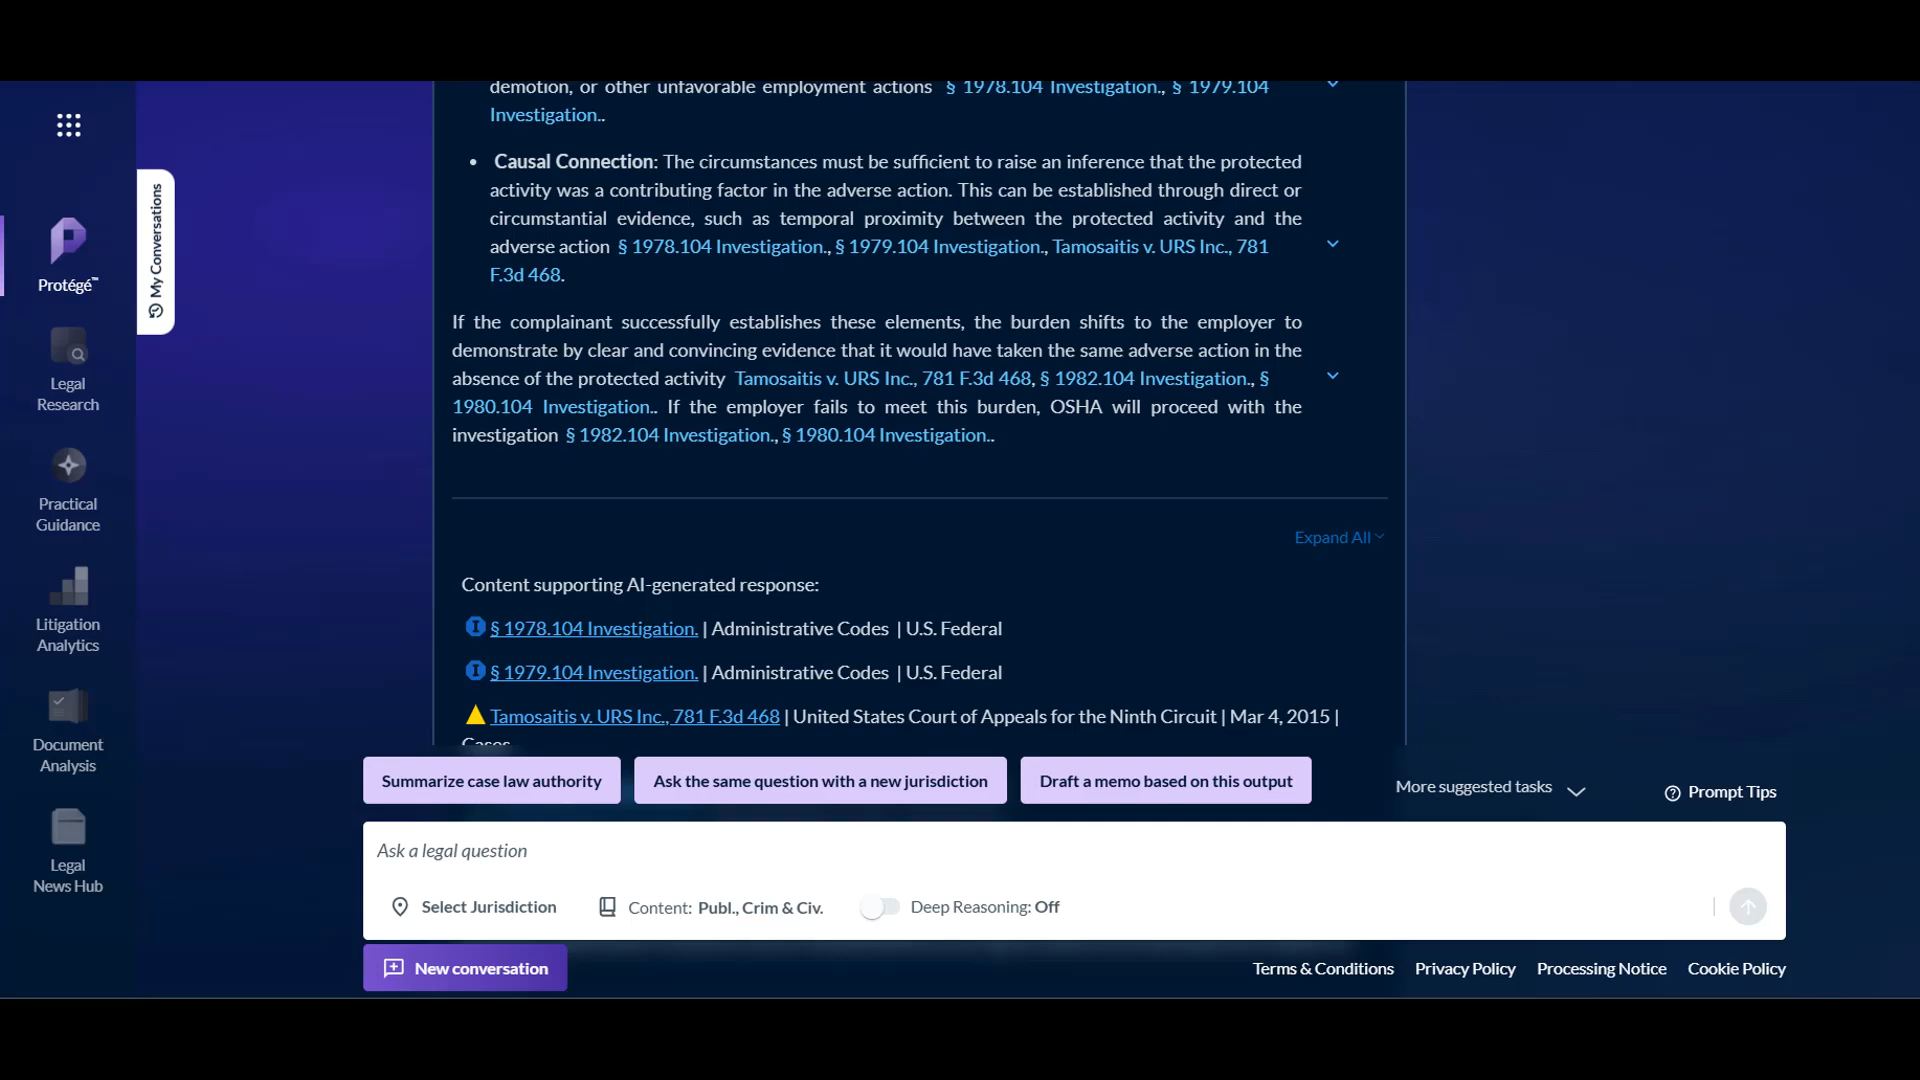 demotion, or other unfavorable employment actions § 1978.104 Investigation., § 1979.104
Investigation..
• Causal Connection: The circumstances must be sufficient to raise an inference that the protected
activity was a contributing factor in the adverse action. This can be established through direct or
circumstantial evidence, such as temporal proximity between the protected activity and the
adverse action § 1978.104 Investigation., § 1979.104 Investigation., Tamosaitis v. URS Inc., 781
F.3d 468.
If the complainant successfully establishes these elements, the burden shifts to the employer to
demonstrate by clear and convincing evidence that it would have taken the same adverse action in the
absence of the protected activity Tamosaitis v. URS Inc., 781 F.3d 468, § 1982.104 Investigation., §
1980.104 Investigation.. If the employer fails to meet this burden, OSHA will proceed with the
investigation § 1982.104 Investigation., § 1980.104 Investigation..
Expand All
Content supporting AI-generated response:
§ 1978.104 Investigation. | Administrative Codes | U.S. Federal
§ 1979.104 Investigation. | Administrative Codes | U.S. Federal
Tamosaitis v. URS Inc., 781 F.3d 468 | United States Court of Appeals for the Ninth Circuit | Mar 4, 2015 |
Cases
My Conversations
Protégé™
Legal
Research
Practical
Guidance
Litigation
Analytics
Document
Analysis
Legal
News Hub
Summarize case law authority
Ask the same question with a new jurisdiction
Draft a memo based on this output
More suggested tasks
Prompt Tips
Ask a legal question
Select Jurisdiction
Content: Publ., Crim & Civ.
Deep Reasoning: Off
New conversation
Terms & Conditions
Privacy Policy
Processing Notice
Cookie Policy